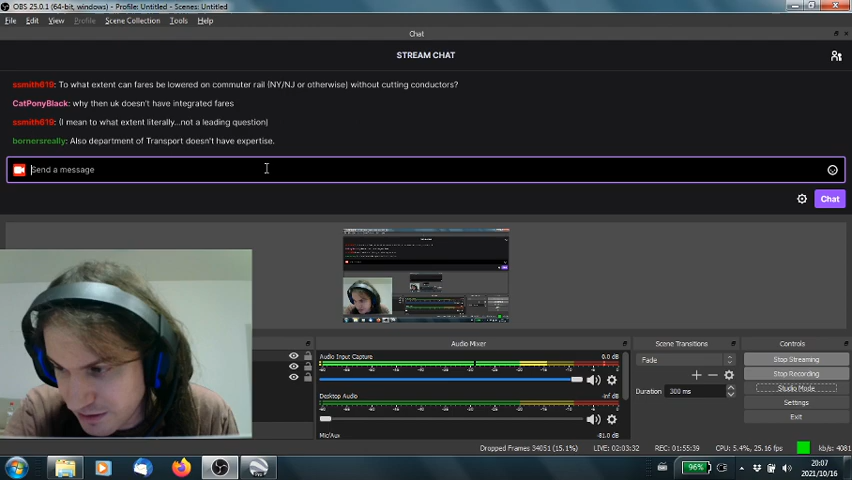 OBS 25.0.1 (64-bit, windows) - Profile: Untitled - Scenes: Untitled
File Edit View Profile Scene Collection Tools Help
Chat
STREAM CHAT
ssmith619: To what extent can fares be lowered on commuter rail (NY/NJ or otherwise) without cutting conductors?
CatPonyBlack: why then uk doesn't have integrated fares
ssmith619: (I mean to what extent literally...not a leading question)
bornersreally: Also department of Transport doesn't have expertise.
Send a message
Chat
Audio Mixer
Scene Transitions
Controls
Audio Input Capture 0.0 dB
Fade
Stop Streaming
Stop Recording
Duration 300 ms
Studio Mode
Desktop Audio -inf dB
Settings
Exit
Mic/Aux -81.0 dB
Dropped Frames 34051 (15.1%) LIVE: 02:03:32 REC: 01:55:39 CPU: 5.4%, 25.16 fps kb/s: 4081
96%
20:07
2021/10/16